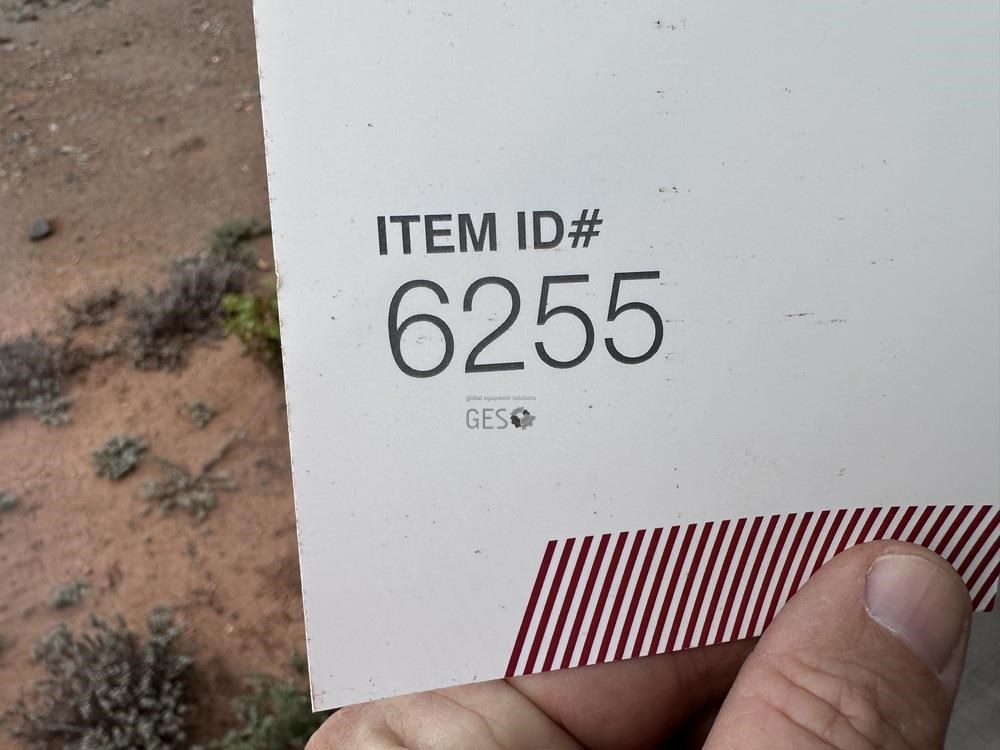 ITEM ID#
6255
global equipment solutions
GES